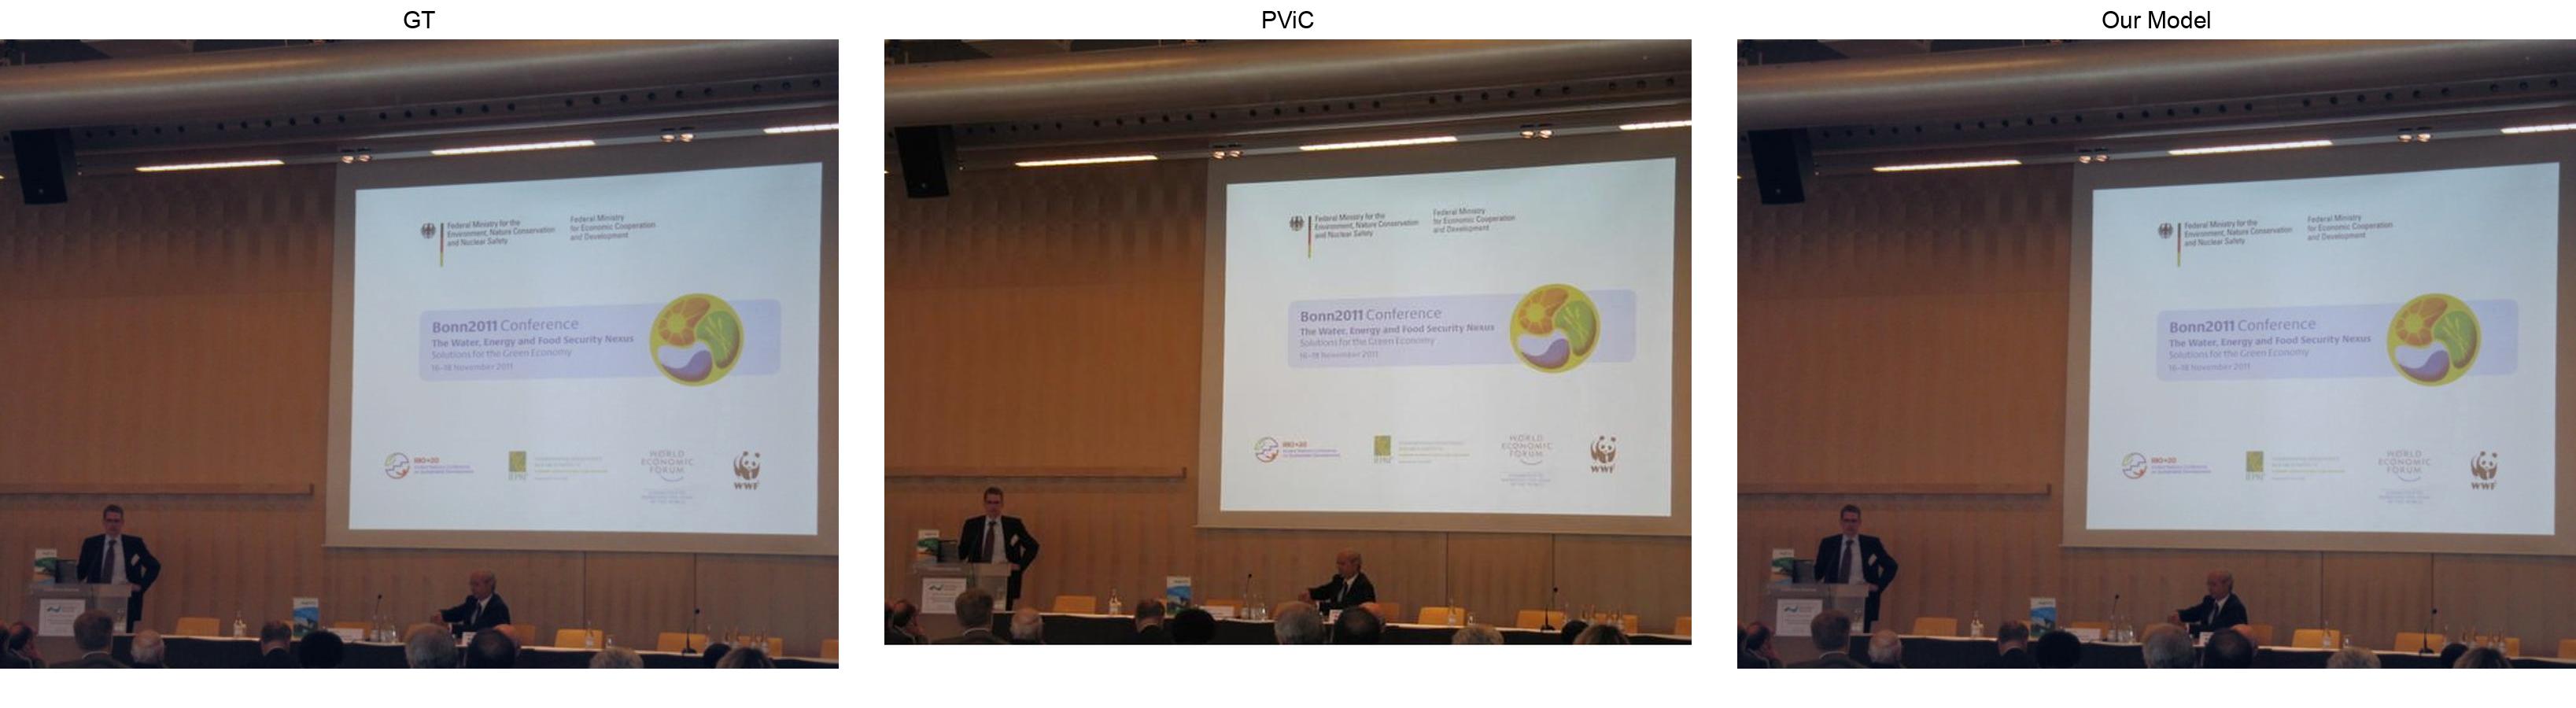 GT
PViC
Our Model
Federal Ministry for the
Environment, Nature Conservation
and Nuclear Safety
Federal Ministry
for Economic Cooperation
and Development
Bonn2011 Conference
The Water, Energy and Food Security Nexus
Solutions for the Green Economy
16–18 November 2011
RIO+20
WORLD
ECONOMIC
FORUM
WWF
Federal Ministry for the
Environment, Nature Conservation
and Nuclear Safety
Federal Ministry
for Economic Cooperation
and Development
Bonn2011 Conference
The Water, Energy and Food Security Nexus
Solutions for the Green Economy
16–18 November 2011
RIO+20
WORLD
ECONOMIC
FORUM
WWF
Federal Ministry for the
Environment, Nature Conservation
and Nuclear Safety
Federal Ministry
for Economic Cooperation
and Development
Bonn2011 Conference
The Water, Energy and Food Security Nexus
Solutions for the Green Economy
16–18 November 2011
RIO+20
WORLD
ECONOMIC
FORUM
WWF